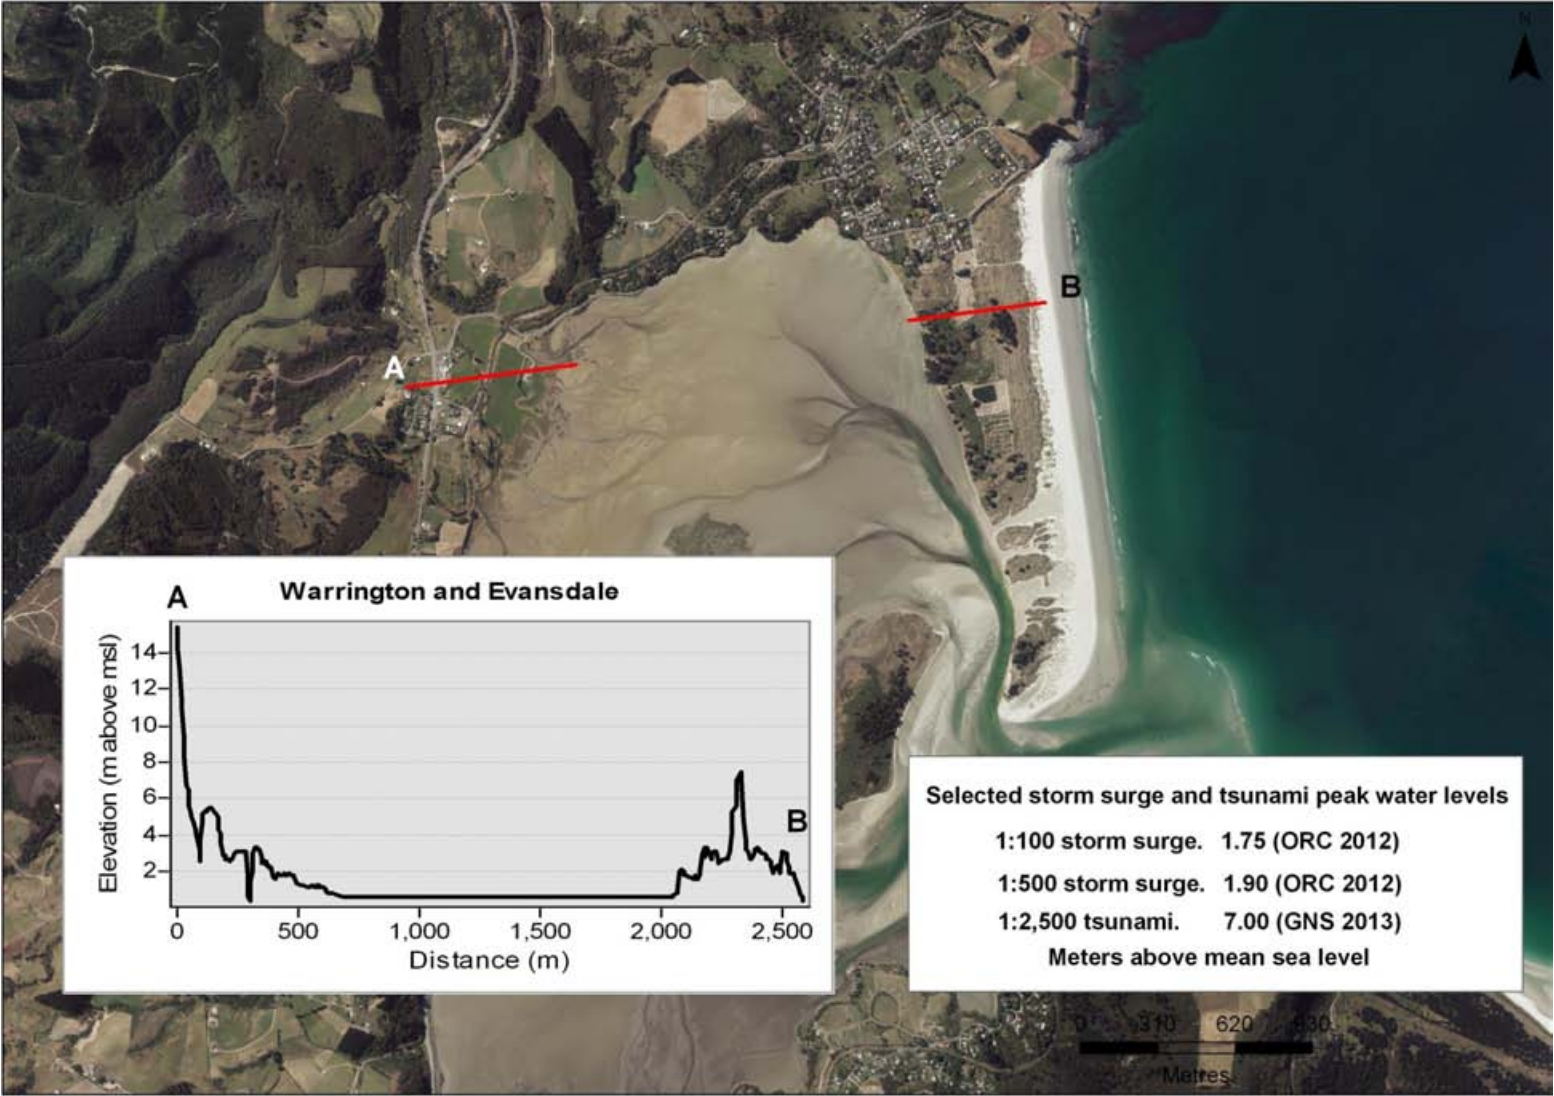 N
B
A
A
Warrington and Evansdale
Elevation (m above msl)
14
12
10
8
6
4
2
B
0 500 1,000 1,500 2,000 2,500
Distance (m)
Selected storm surge and tsunami peak water levels
1:100 storm surge. 1.75 (ORC 2012)
1:500 storm surge. 1.90 (ORC 2012)
1:2,500 tsunami. 7.00 (GNS 2013)
Meters above mean sea level
0 310 620 930
Metres